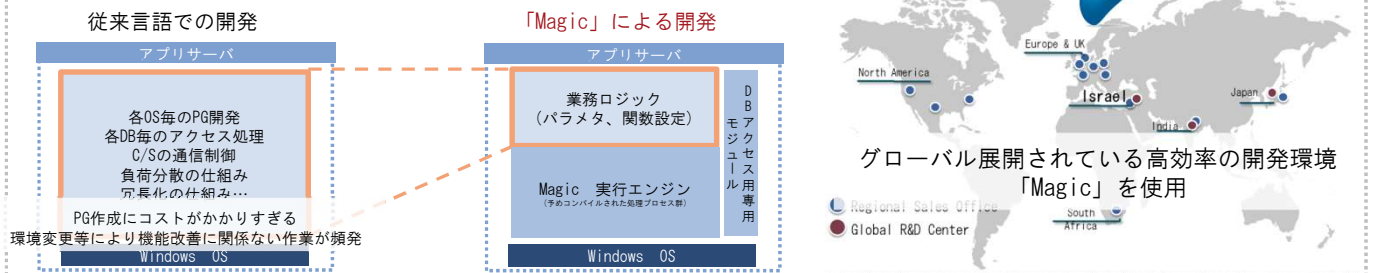 従来言語での開発
アプリサーバ
各OS毎のPG開発
各DB毎のアクセス処理
C/Sの通信制御
負荷分散の仕組み
冗長化の仕組み…
PG作成にコストがかかりすぎる
環境変更等により機能改善に関係ない作業が頻発
Windows OS
「Magic」による開発
アプリサーバ
業務ロジック
(パラメタ、関数設定)
Magic 実行エンジン
(予めコンパイルされた処理プロセス群)
DBアクセス用専用
モジュール
Windows OS
Europe & UK
North America
Israel
Japan
India
グローバル展開されている高効率の開発環境
「Magic」を使用
Regional Sales Office
South
Africa
Global R&D Center